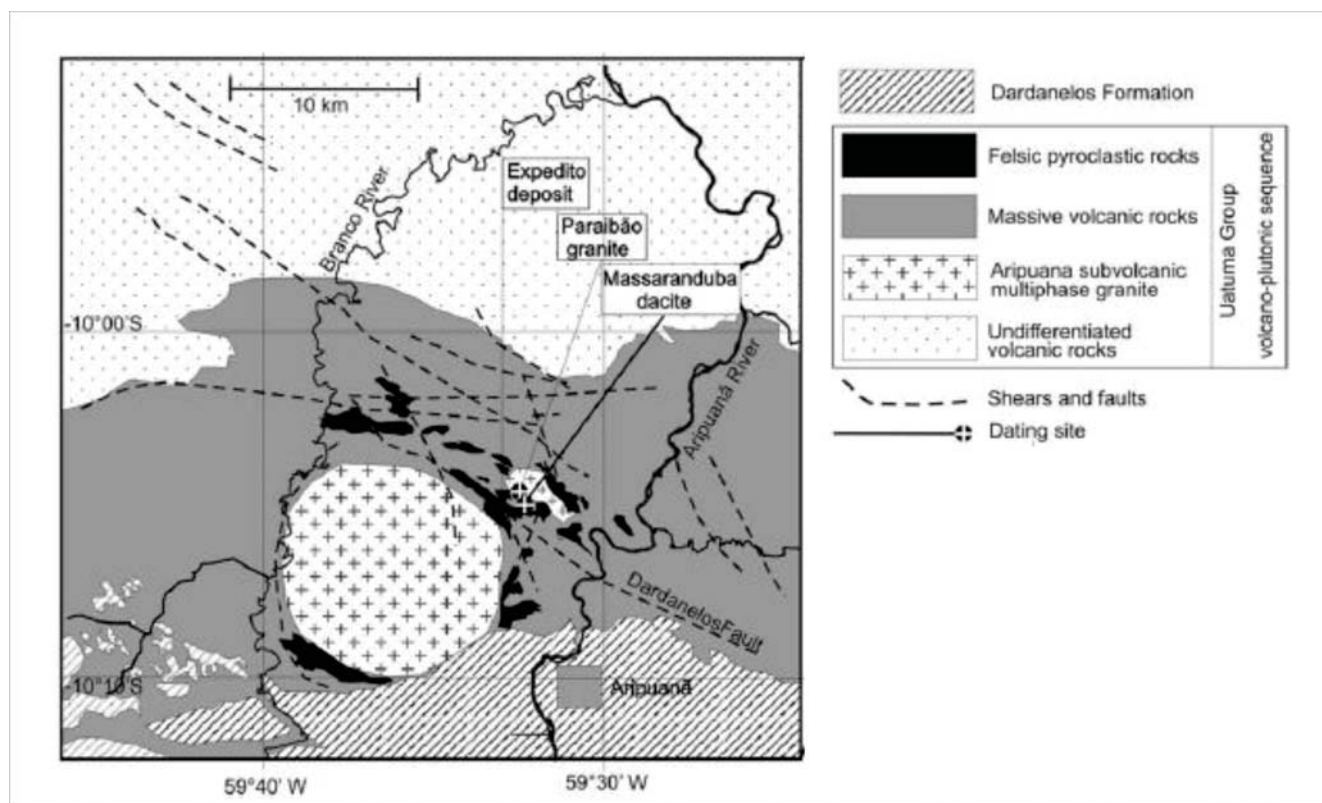 10 km
Branco River
Expedito
deposit
Paraibão
granite
Massaranduba
dacite
-10°00'S
Aripuanã River
Dardanelos Fault
-10°10'S
Aripuanã
59°40' W
59°30' W
Dardanelos Formation
Felsic pyroclastic rocks
Massive volcanic rocks
Aripuana subvolcanic
multiphase granite
Undifferentiated
volcanic rocks
Uatuma Group
volcano-plutonic sequence
Shears and faults
Dating site